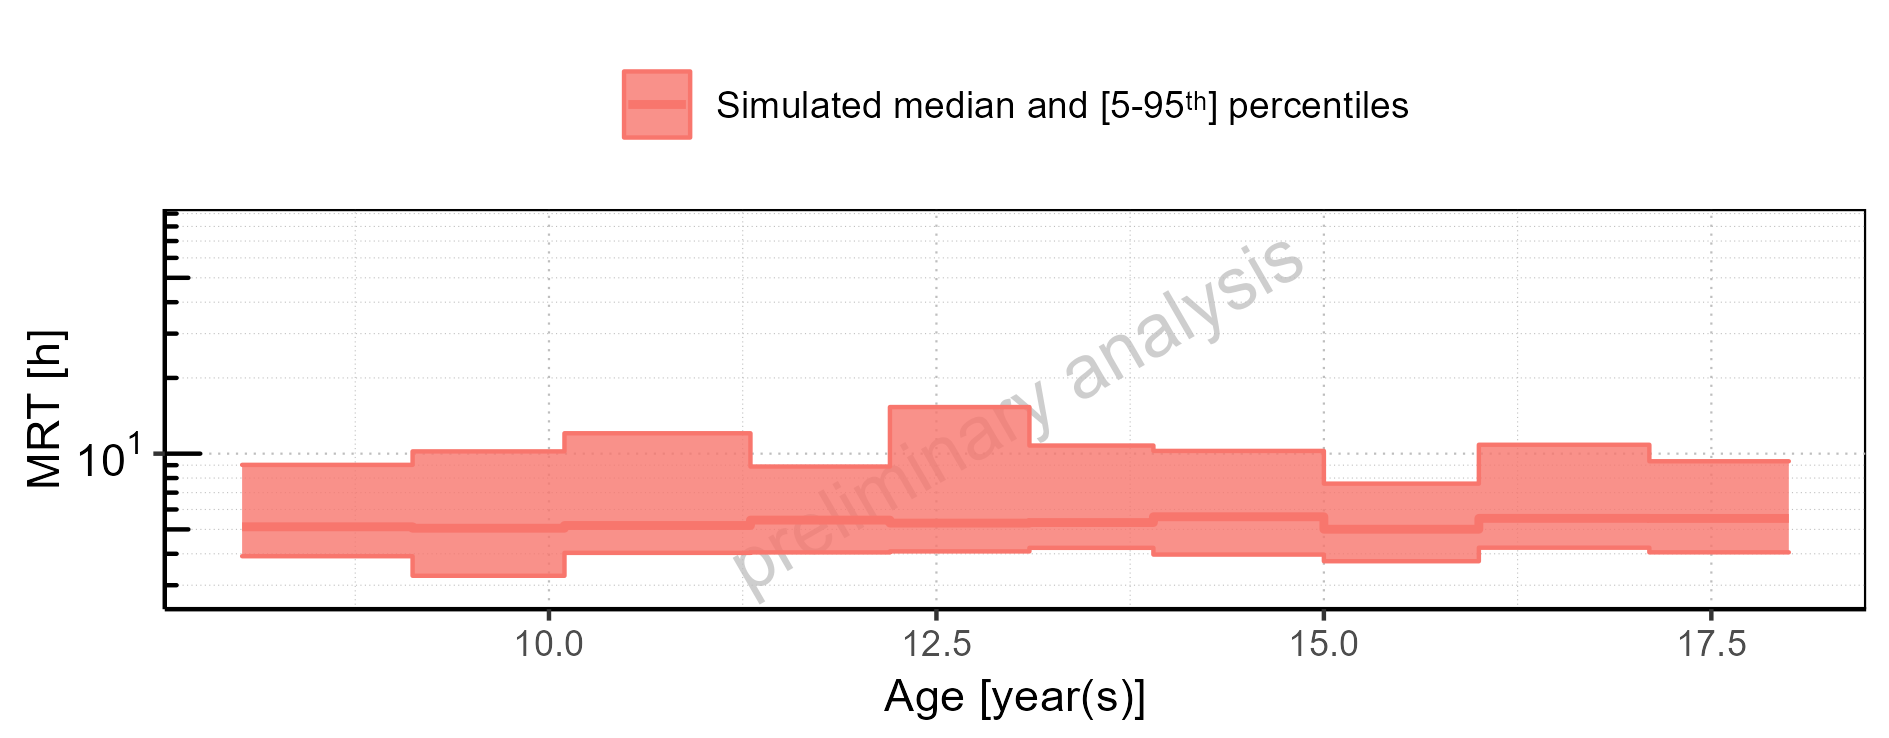 Simulated median and [5-95ᵗʰ] percentiles
preliminary analysis
MRT [h]
10¹
10.0 12.5 15.0 17.5
Age [year(s)]